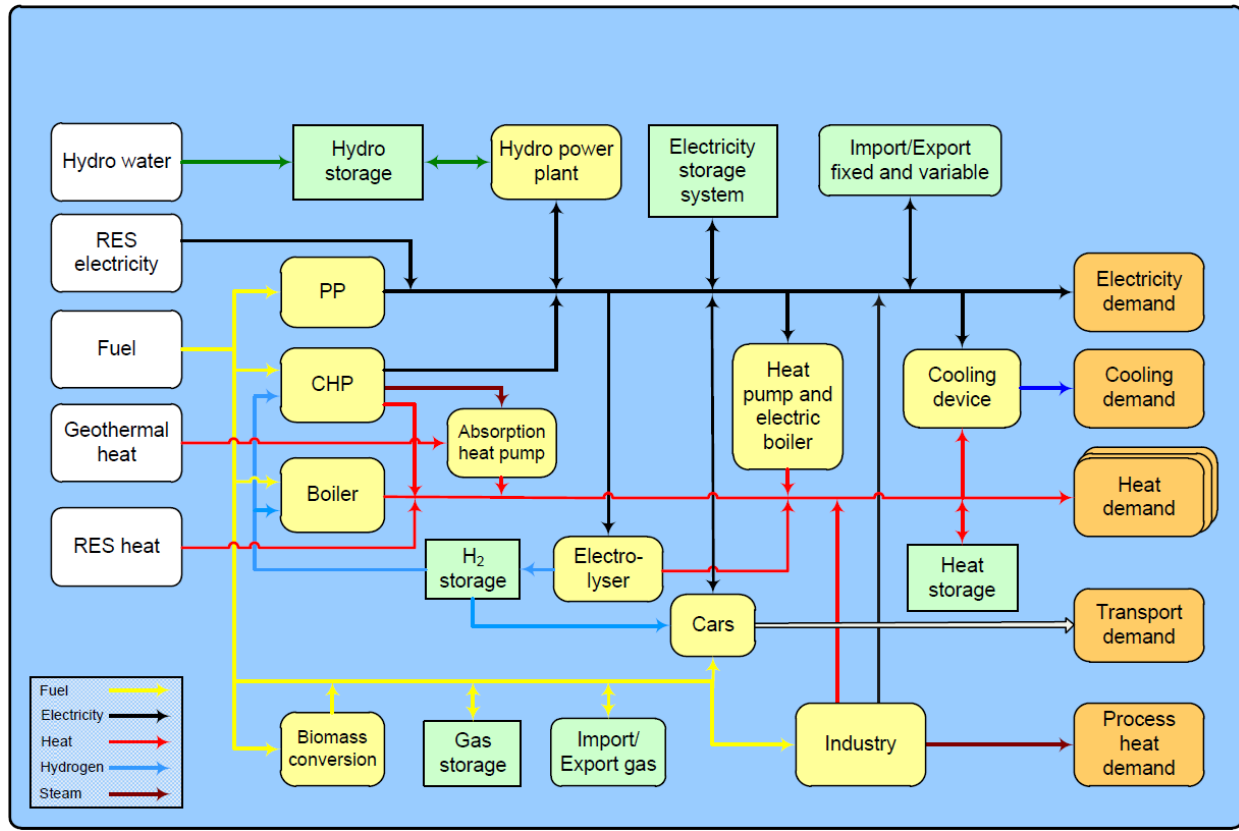 Hydro water
Hydro
storage
Hydro power
plant
Electricity
storage
system
Import/Export
fixed and variable
RES
electricity
PP
Electricity
demand
Fuel
CHP
Heat
pump and
electric
boiler
Cooling
device
Cooling
demand
Geothermal
heat
Absorption
heat pump
Boiler
Heat
demand
RES heat
H2
storage
Electro-
lyser
Heat
storage
Cars
Transport
demand
Fuel
Electricity
Heat
Hydrogen
Steam
Biomass
conversion
Gas
storage
Import/
Export gas
Industry
Process
heat
demand